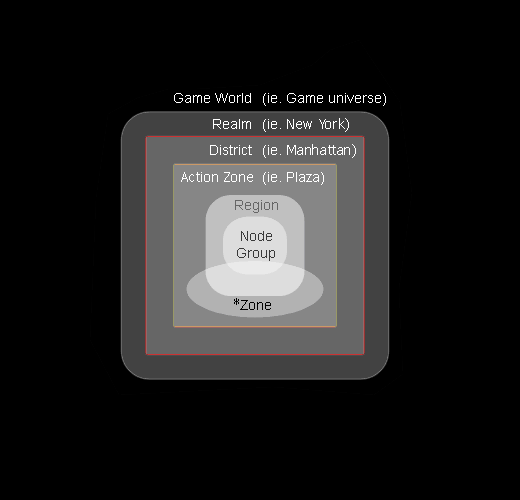 Game World (ie. Game universe)
Realm (ie. New York)
District (ie. Manhattan)
Action Zone (ie. Plaza)
Region
Node
Group
*Zone